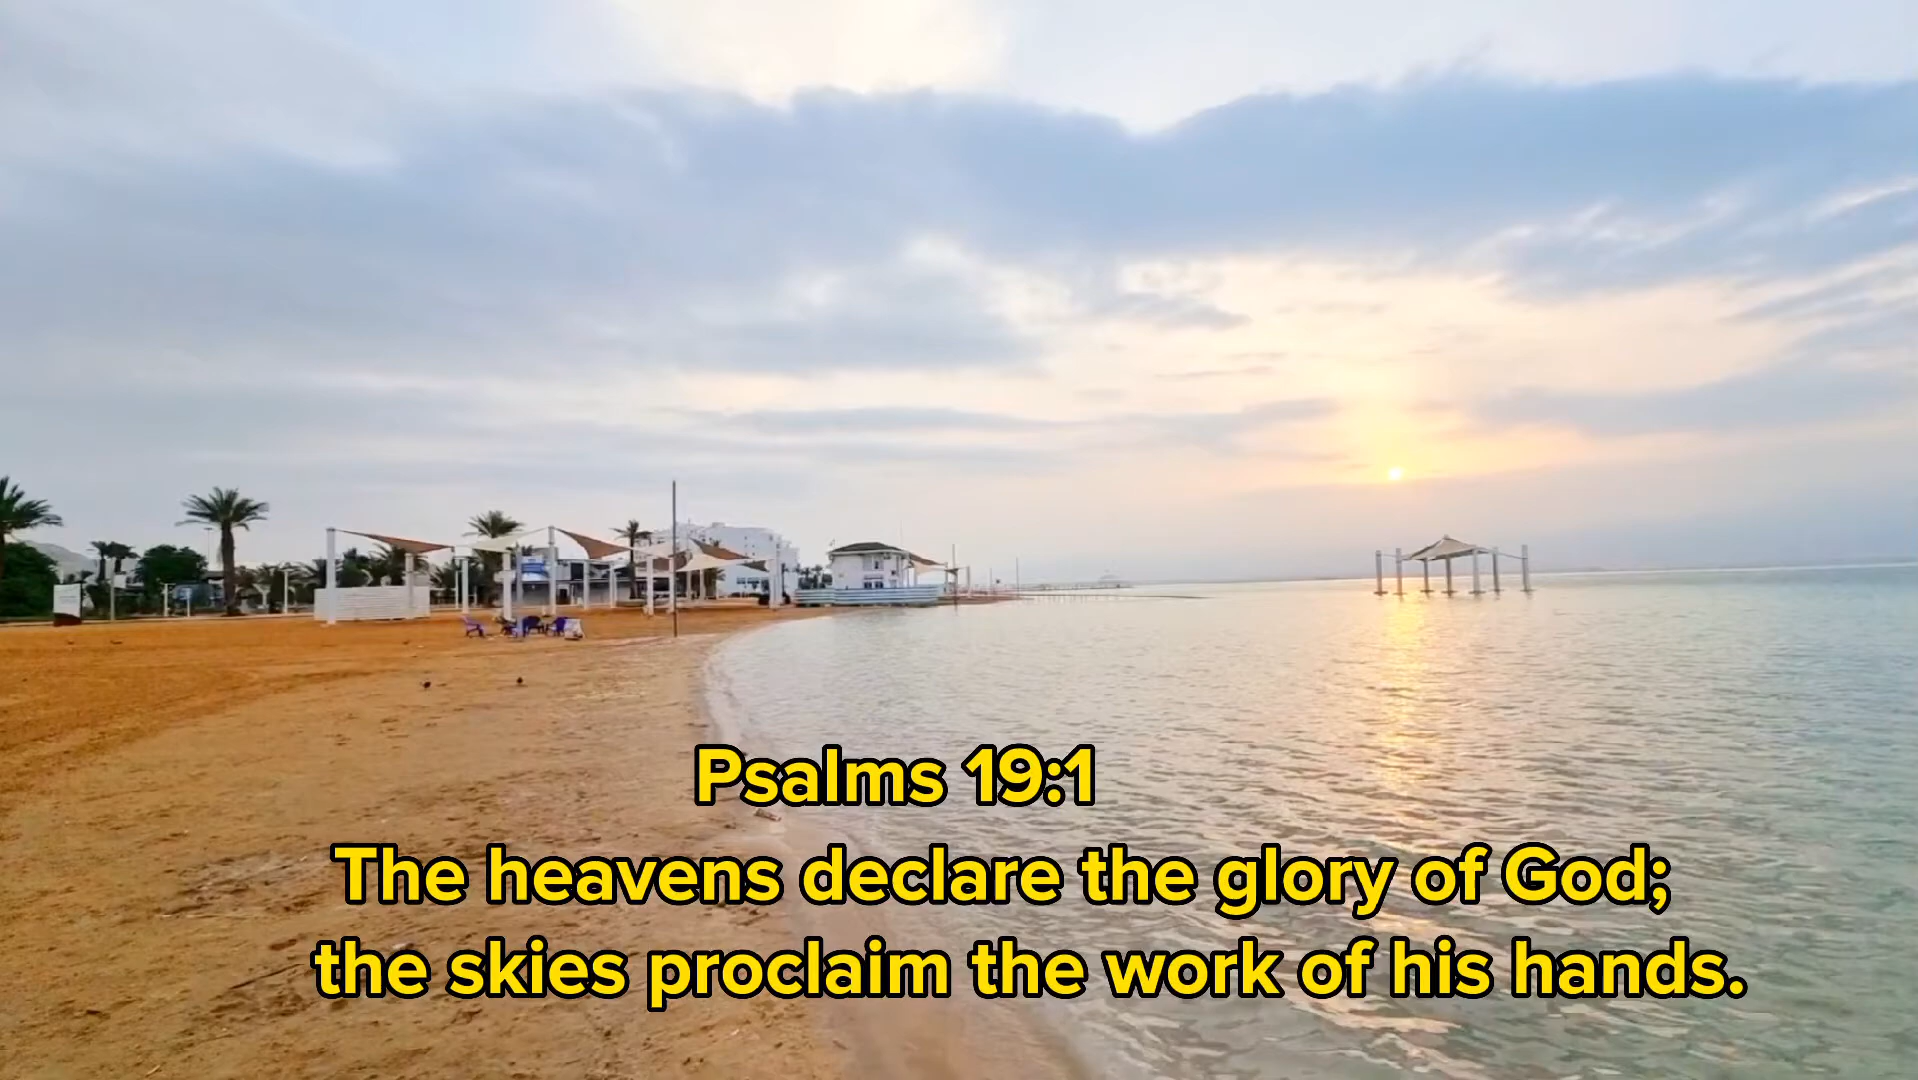 Psalms 19:1
The heavens declare the glory of God;
the skies proclaim the work of his hands.